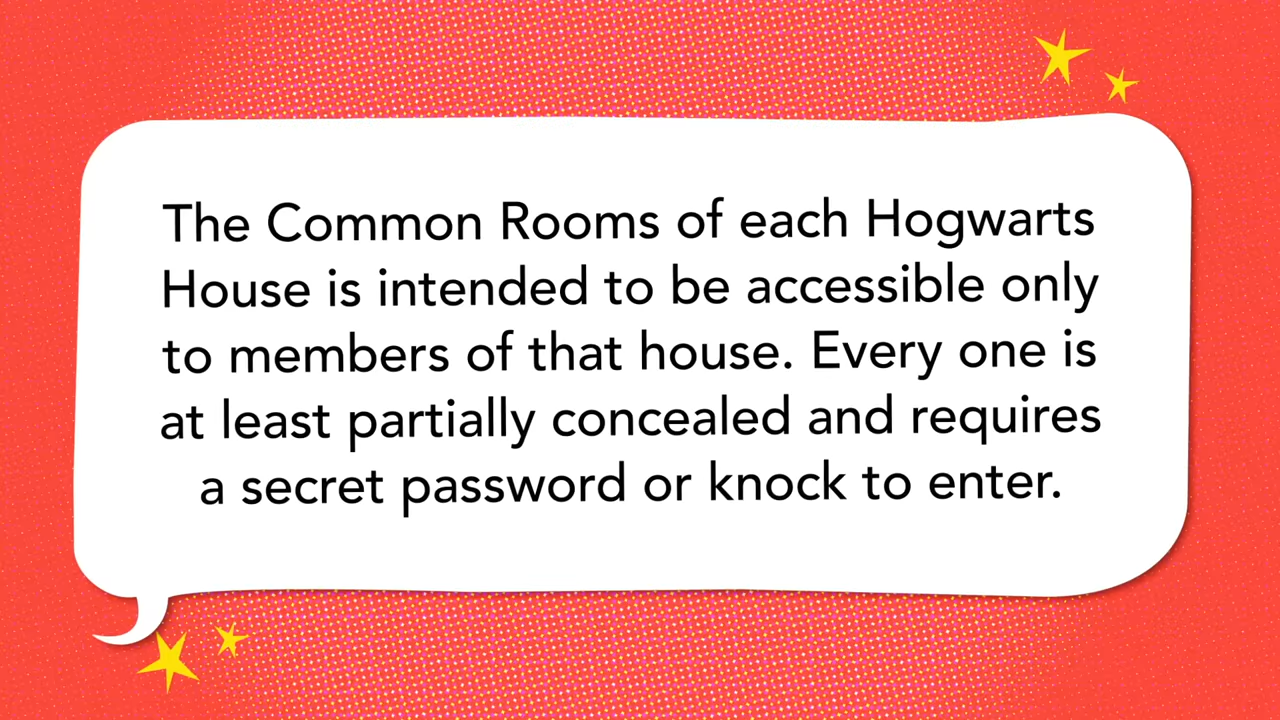 The Common Rooms of each Hogwarts
House is intended to be accessible only
to members of that house. Every one is
at least partially concealed and requires
a secret password or knock to enter.